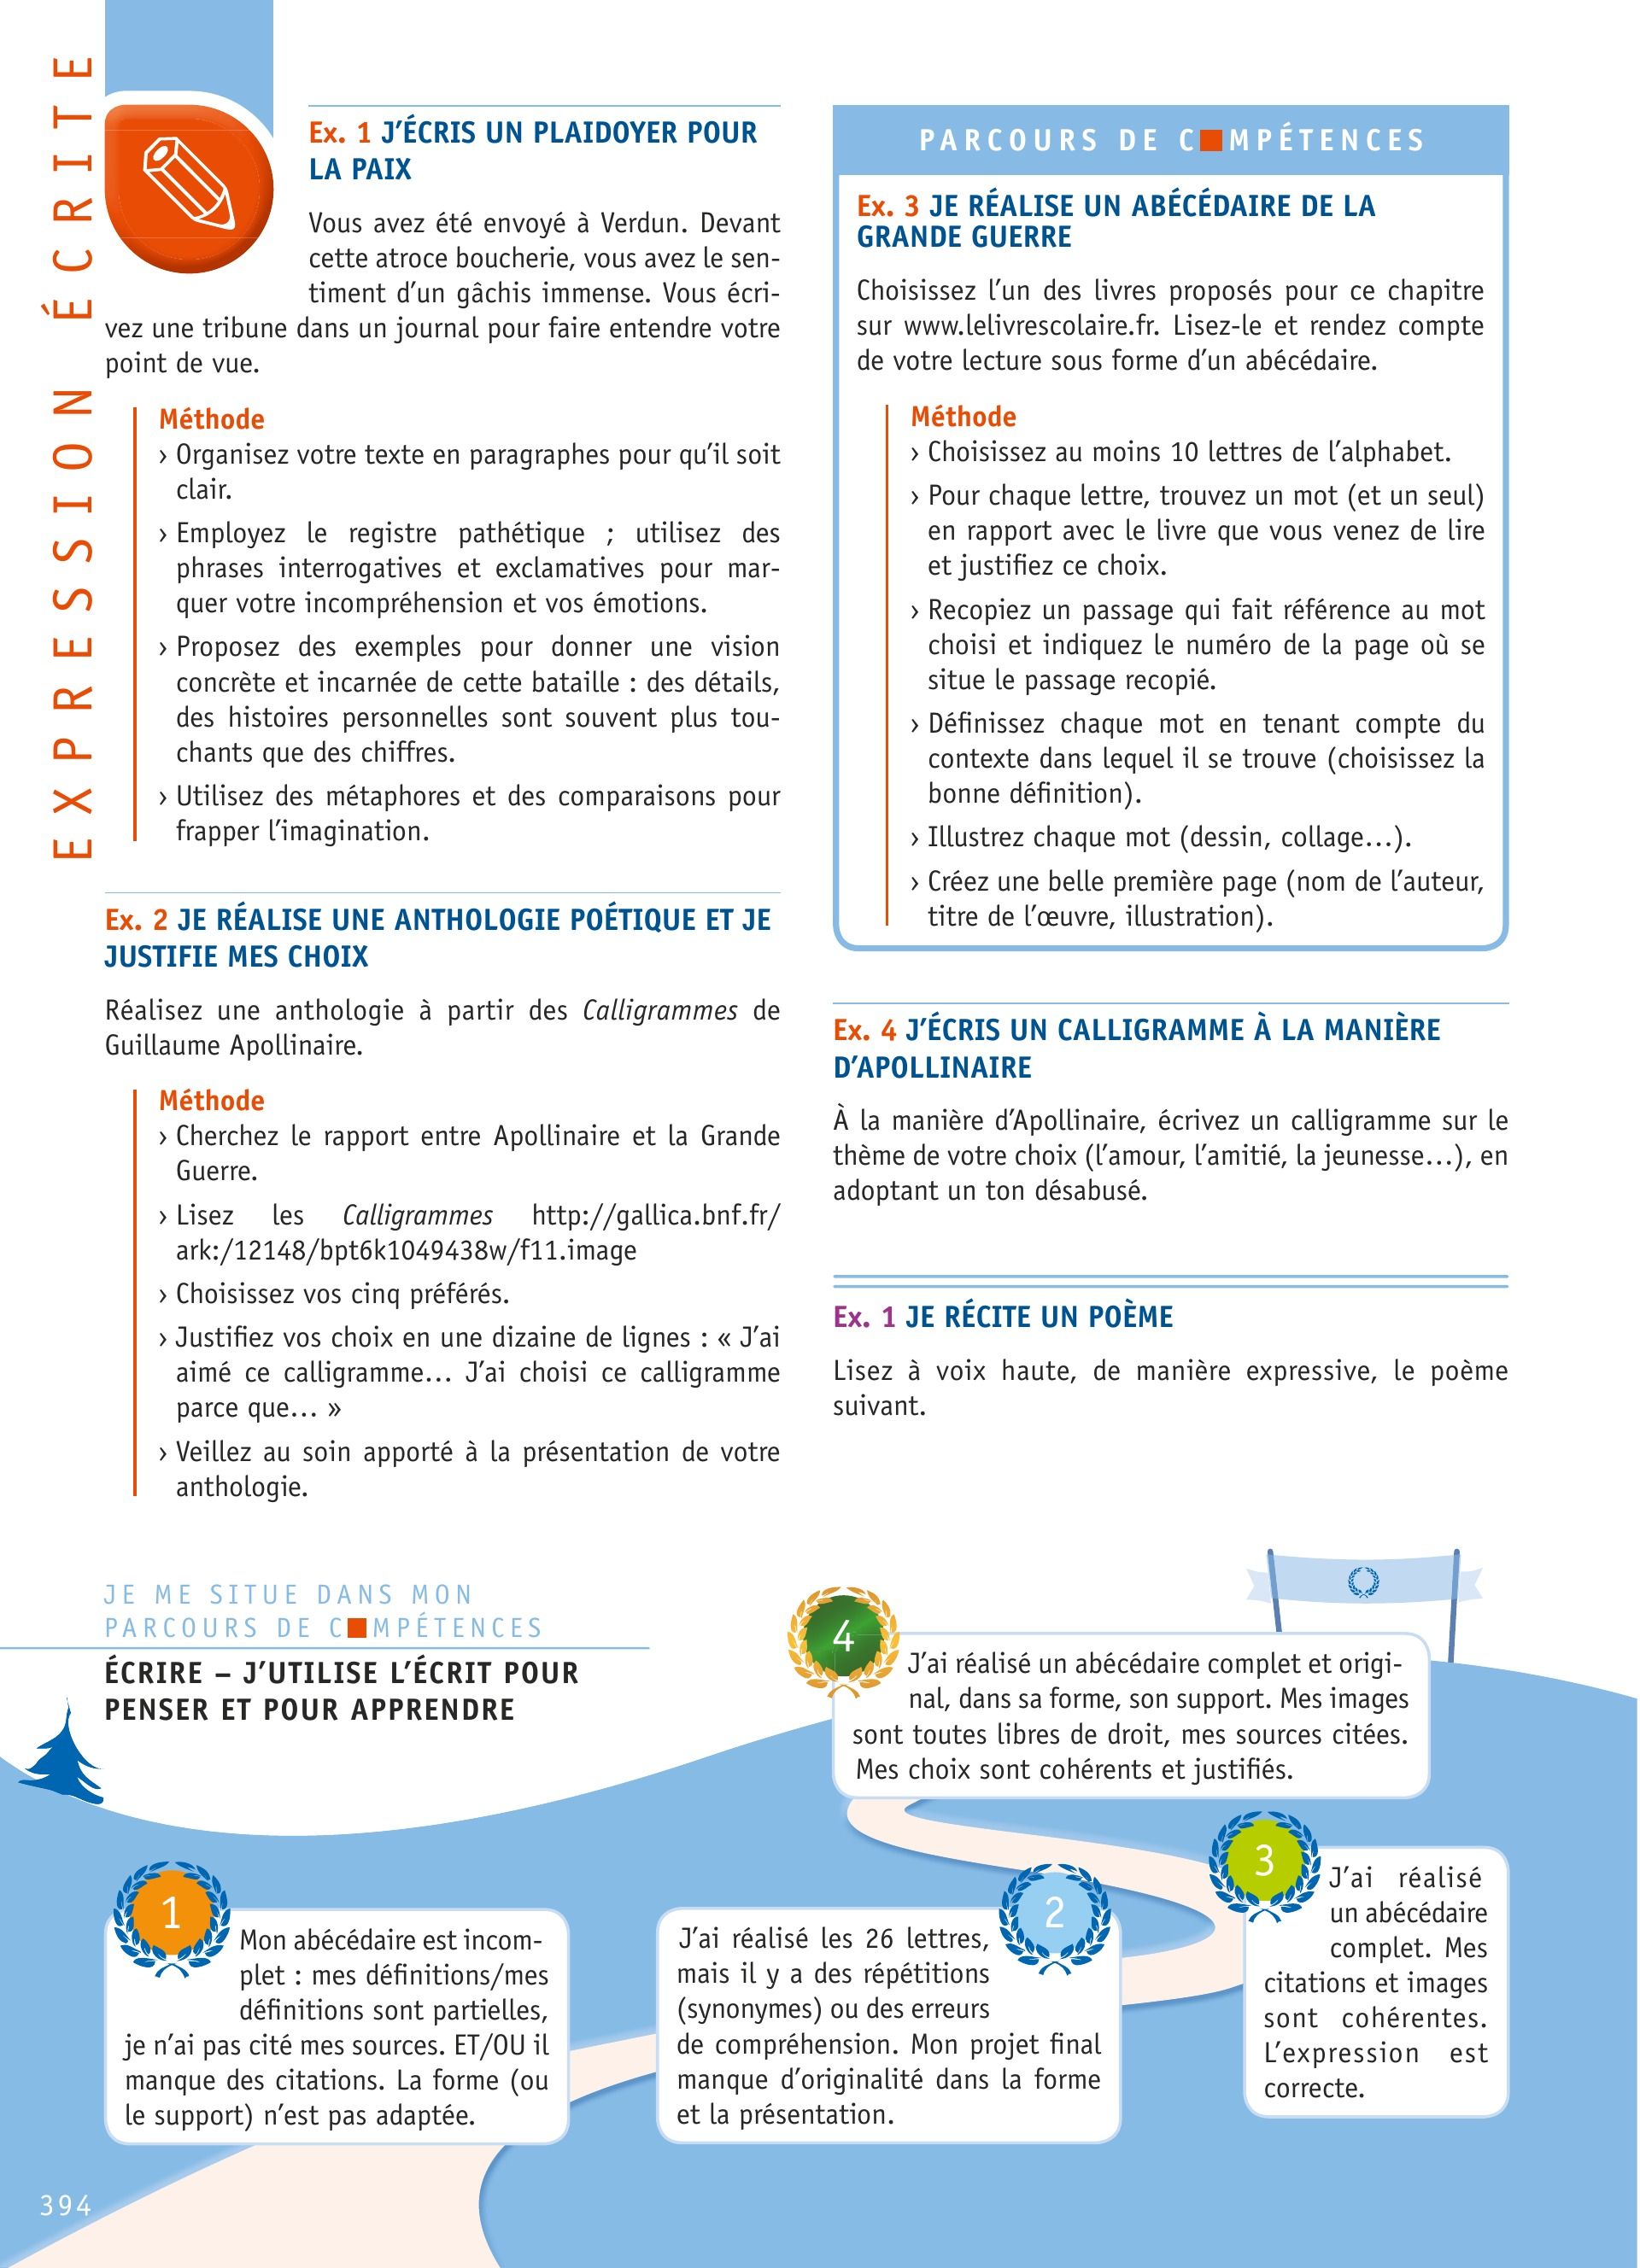 EXPRESSION ÉCRITE
Ex. 1 J’ÉCRIS UN PLAIDOYER POUR
LA PAIX
Vous avez été envoyé à Verdun. Devant
cette atroce boucherie, vous avez le sen-
timent d’un gâchis immense. Vous écri-
vez une tribune dans un journal pour faire entendre votre
point de vue.
Méthode
› Organisez votre texte en paragraphes pour qu’il soit
clair.
› Employez le registre pathétique ; utilisez des
phrases interrogatives et exclamatives pour mar-
quer votre incompréhension et vos émotions.
› Proposez des exemples pour donner une vision
concrète et incarnée de cette bataille : des détails,
des histoires personnelles sont souvent plus tou-
chants que des chiffres.
› Utilisez des métaphores et des comparaisons pour
frapper l’imagination.
Ex. 2 JE RÉALISE UNE ANTHOLOGIE POÉTIQUE ET JE
JUSTIFIE MES CHOIX
Réalisez une anthologie à partir des Calligrammes de
Guillaume Apollinaire.
Méthode
› Cherchez le rapport entre Apollinaire et la Grande
Guerre.
› Lisez les Calligrammes http://gallica.bnf.fr/
ark:/12148/bpt6k1049438w/f11.image
› Choisissez vos cinq préférés.
› Justifiez vos choix en une dizaine de lignes : « J’ai
aimé ce calligramme… J’ai choisi ce calligramme
parce que… »
› Veillez au soin apporté à la présentation de votre
anthologie.
PARCOURS DE C■MPÉTENCES
Ex. 3 JE RÉALISE UN ABÉCÉDAIRE DE LA
GRANDE GUERRE
Choisissez l’un des livres proposés pour ce chapitre
sur www.lelivrescolaire.fr. Lisez-le et rendez compte
de votre lecture sous forme d’un abécédaire.
Méthode
› Choisissez au moins 10 lettres de l’alphabet.
› Pour chaque lettre, trouvez un mot (et un seul)
en rapport avec le livre que vous venez de lire
et justifiez ce choix.
› Recopiez un passage qui fait référence au mot
choisi et indiquez le numéro de la page où se
situe le passage recopié.
› Définissez chaque mot en tenant compte du
contexte dans lequel il se trouve (choisissez la
bonne définition).
› Illustrez chaque mot (dessin, collage…).
› Créez une belle première page (nom de l’auteur,
titre de l’œuvre, illustration).
Ex. 4 J’ÉCRIS UN CALLIGRAMME À LA MANIÈRE
D’APOLLINAIRE
À la manière d’Apollinaire, écrivez un calligramme sur le
thème de votre choix (l’amour, l’amitié, la jeunesse…), en
adoptant un ton désabusé.
Ex. 1 JE RÉCITE UN POÈME
Lisez à voix haute, de manière expressive, le poème
suivant.
JE ME SITUE DANS MON
PARCOURS DE C■MPÉTENCES
ÉCRIRE – J’UTILISE L’ÉCRIT POUR
PENSER ET POUR APPRENDRE
1
Mon abécédaire est incom-
plet : mes définitions/mes
définitions sont partielles,
je n’ai pas cité mes sources. ET/OU il
manque des citations. La forme (ou
le support) n’est pas adaptée.
2
J’ai réalisé les 26 lettres,
mais il y a des répétitions
(synonymes) ou des erreurs
de compréhension. Mon projet final
manque d’originalité dans la forme
et la présentation.
3
J’ai réalisé
un abécédaire
complet. Mes
citations et images
sont cohérentes.
L’expression est
correcte.
4
J’ai réalisé un abécédaire complet et origi-
nal, dans sa forme, son support. Mes images
sont toutes libres de droit, mes sources citées.
Mes choix sont cohérents et justifiés.
394